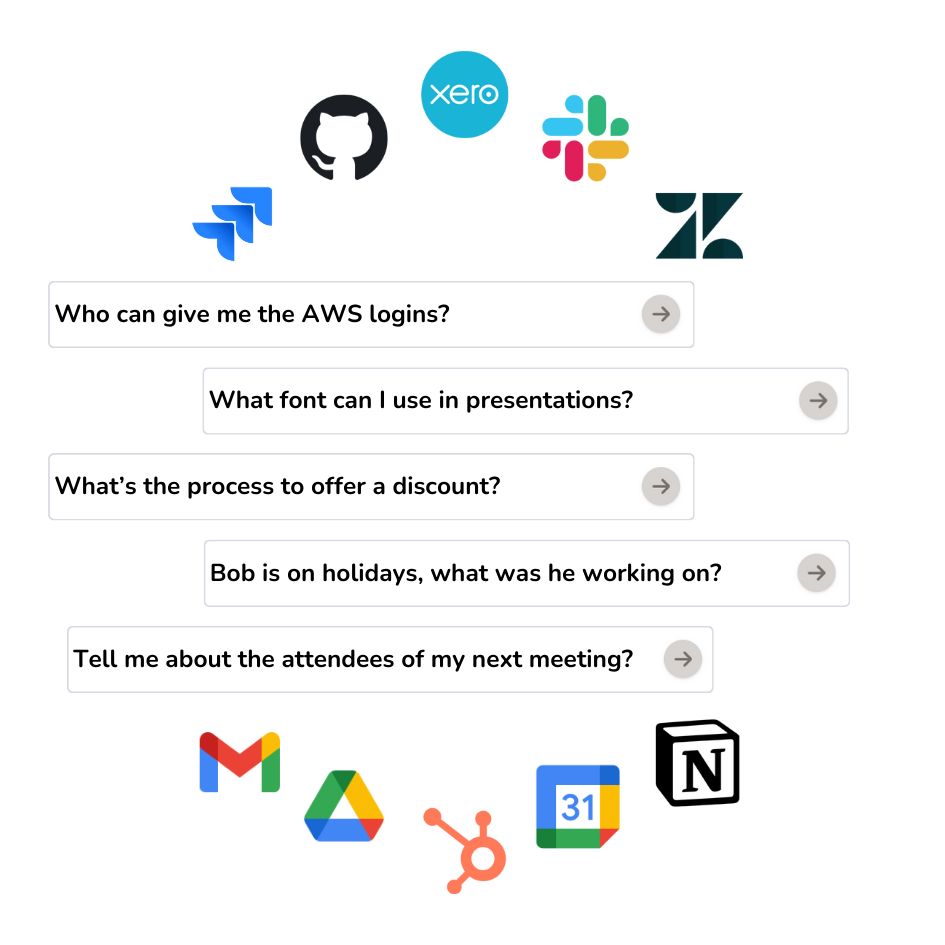 xero
Who can give me the AWS logins?
What font can I use in presentations?
What’s the process to offer a discount?
Bob is on holidays, what was he working on?
Tell me about the attendees of my next meeting?
N
31